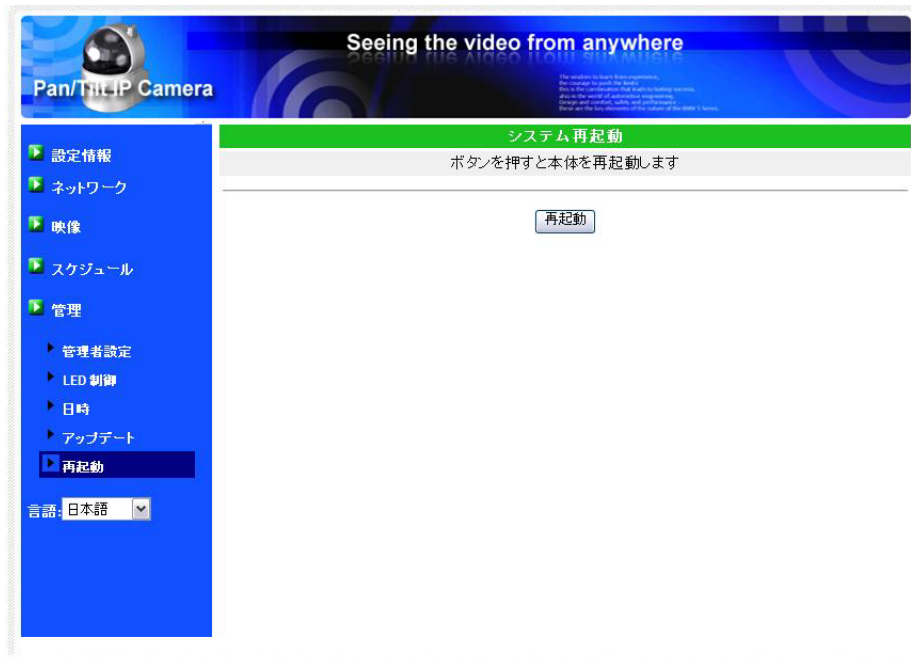 Pan/Tilt IP Camera
Seeing the video from anywhere
設定情報
ネットワーク
映像
スケジュール
管理
管理者設定
LED 制御
日時
アップデート
再起動
言語: 日本語
システム再起動
ボタンを押すと本体を再起動します
再起動